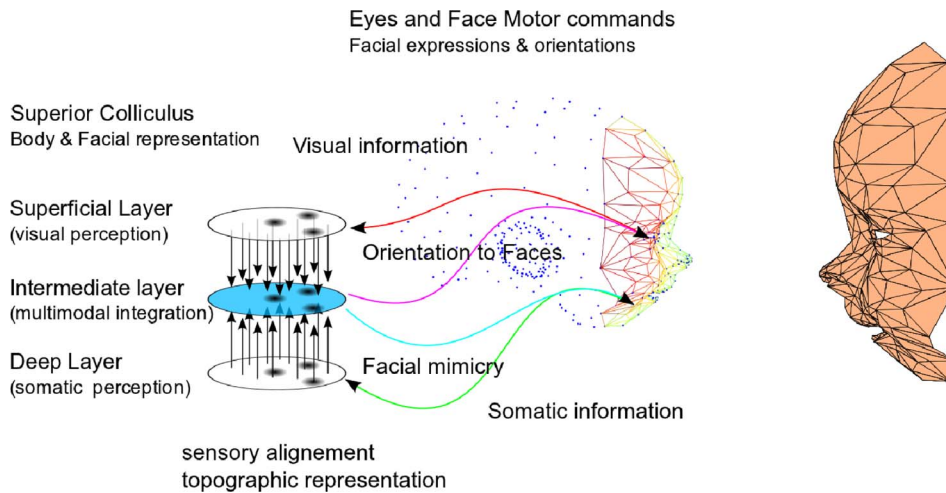 Eyes and Face Motor commands
Facial expressions & orientations
Superior Colliculus
Body & Facial representation
Visual information
Superficial Layer
(visual perception)
Orientation to Faces
Intermediate layer
(multimodal integration)
Deep Layer
(somatic perception)
Facial mimicry
Somatic information
sensory alignement
topographic representation